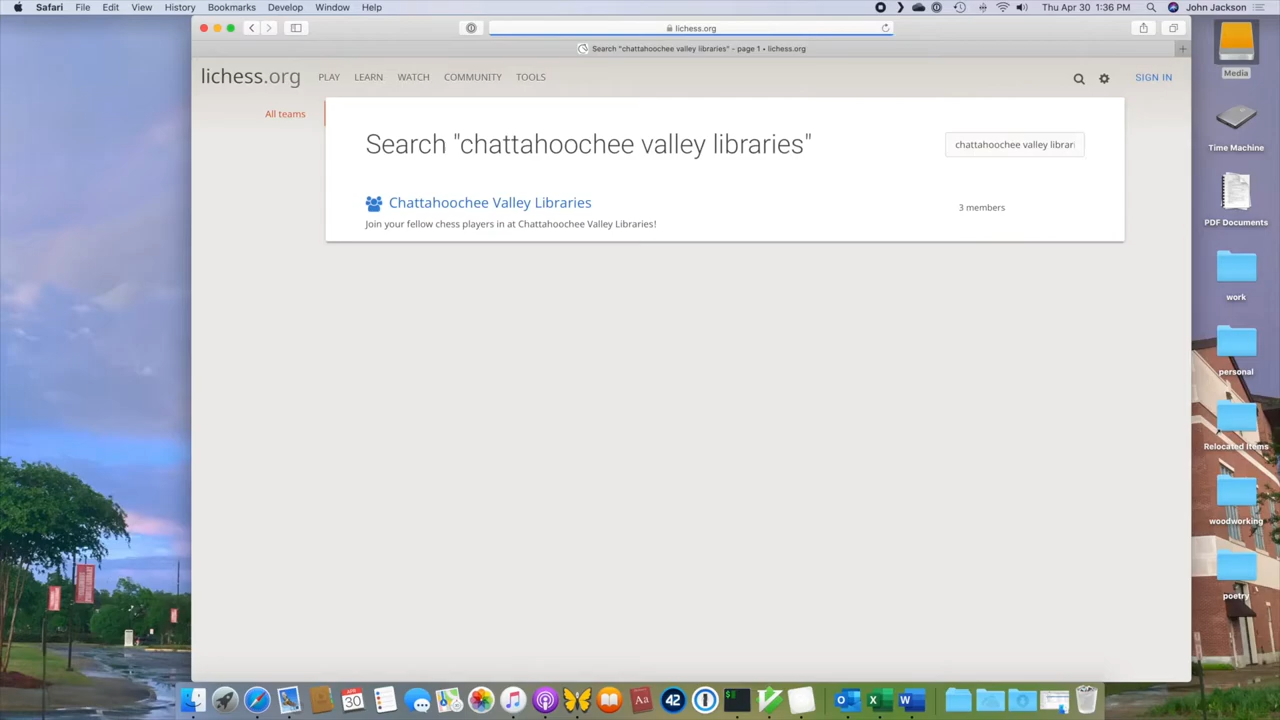 Safari File Edit View History Bookmarks Develop Window Help Thu Apr 30 1:36 PM John Jackson
lichess.org
Search "chattahoochee valley libraries" - page 1 • lichess.org
lichess.org PLAY LEARN WATCH COMMUNITY TOOLS SIGN IN
All teams
Search "chattahoochee valley libraries"
chattahoochee valley librari
Chattahoochee Valley Libraries
3 members
Join your fellow chess players in at Chattahoochee Valley Libraries!
Media
Time Machine
PDF Documents
work
personal
Relocated Items
woodworking
poetry
APR
30
Aa
42